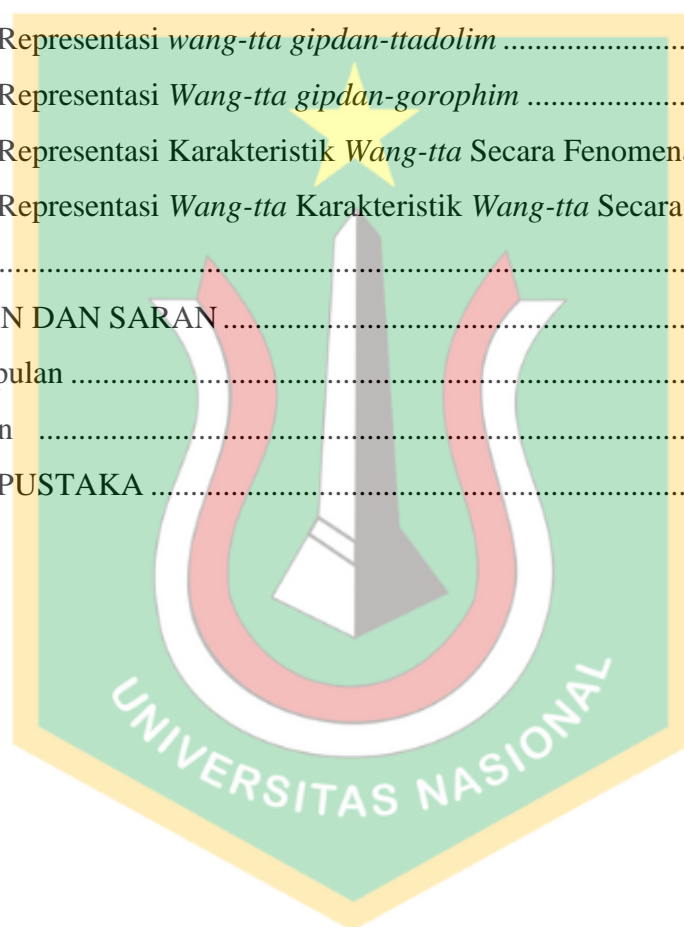 Representasi wang-tta gipdan-ttadolim ........................
Representasi Wang-tta gipdan-gorophim .....................
Representasi Karakteristik Wang-tta Secara Fenomena
Representasi Wang-tta Karakteristik Wang-tta Secara
................................................................................
N DAN SARAN ............................................................
pulan .............................................................................
n .................................................................................
PUSTAKA ......................................................................
UNIVERSITAS NASIONAL